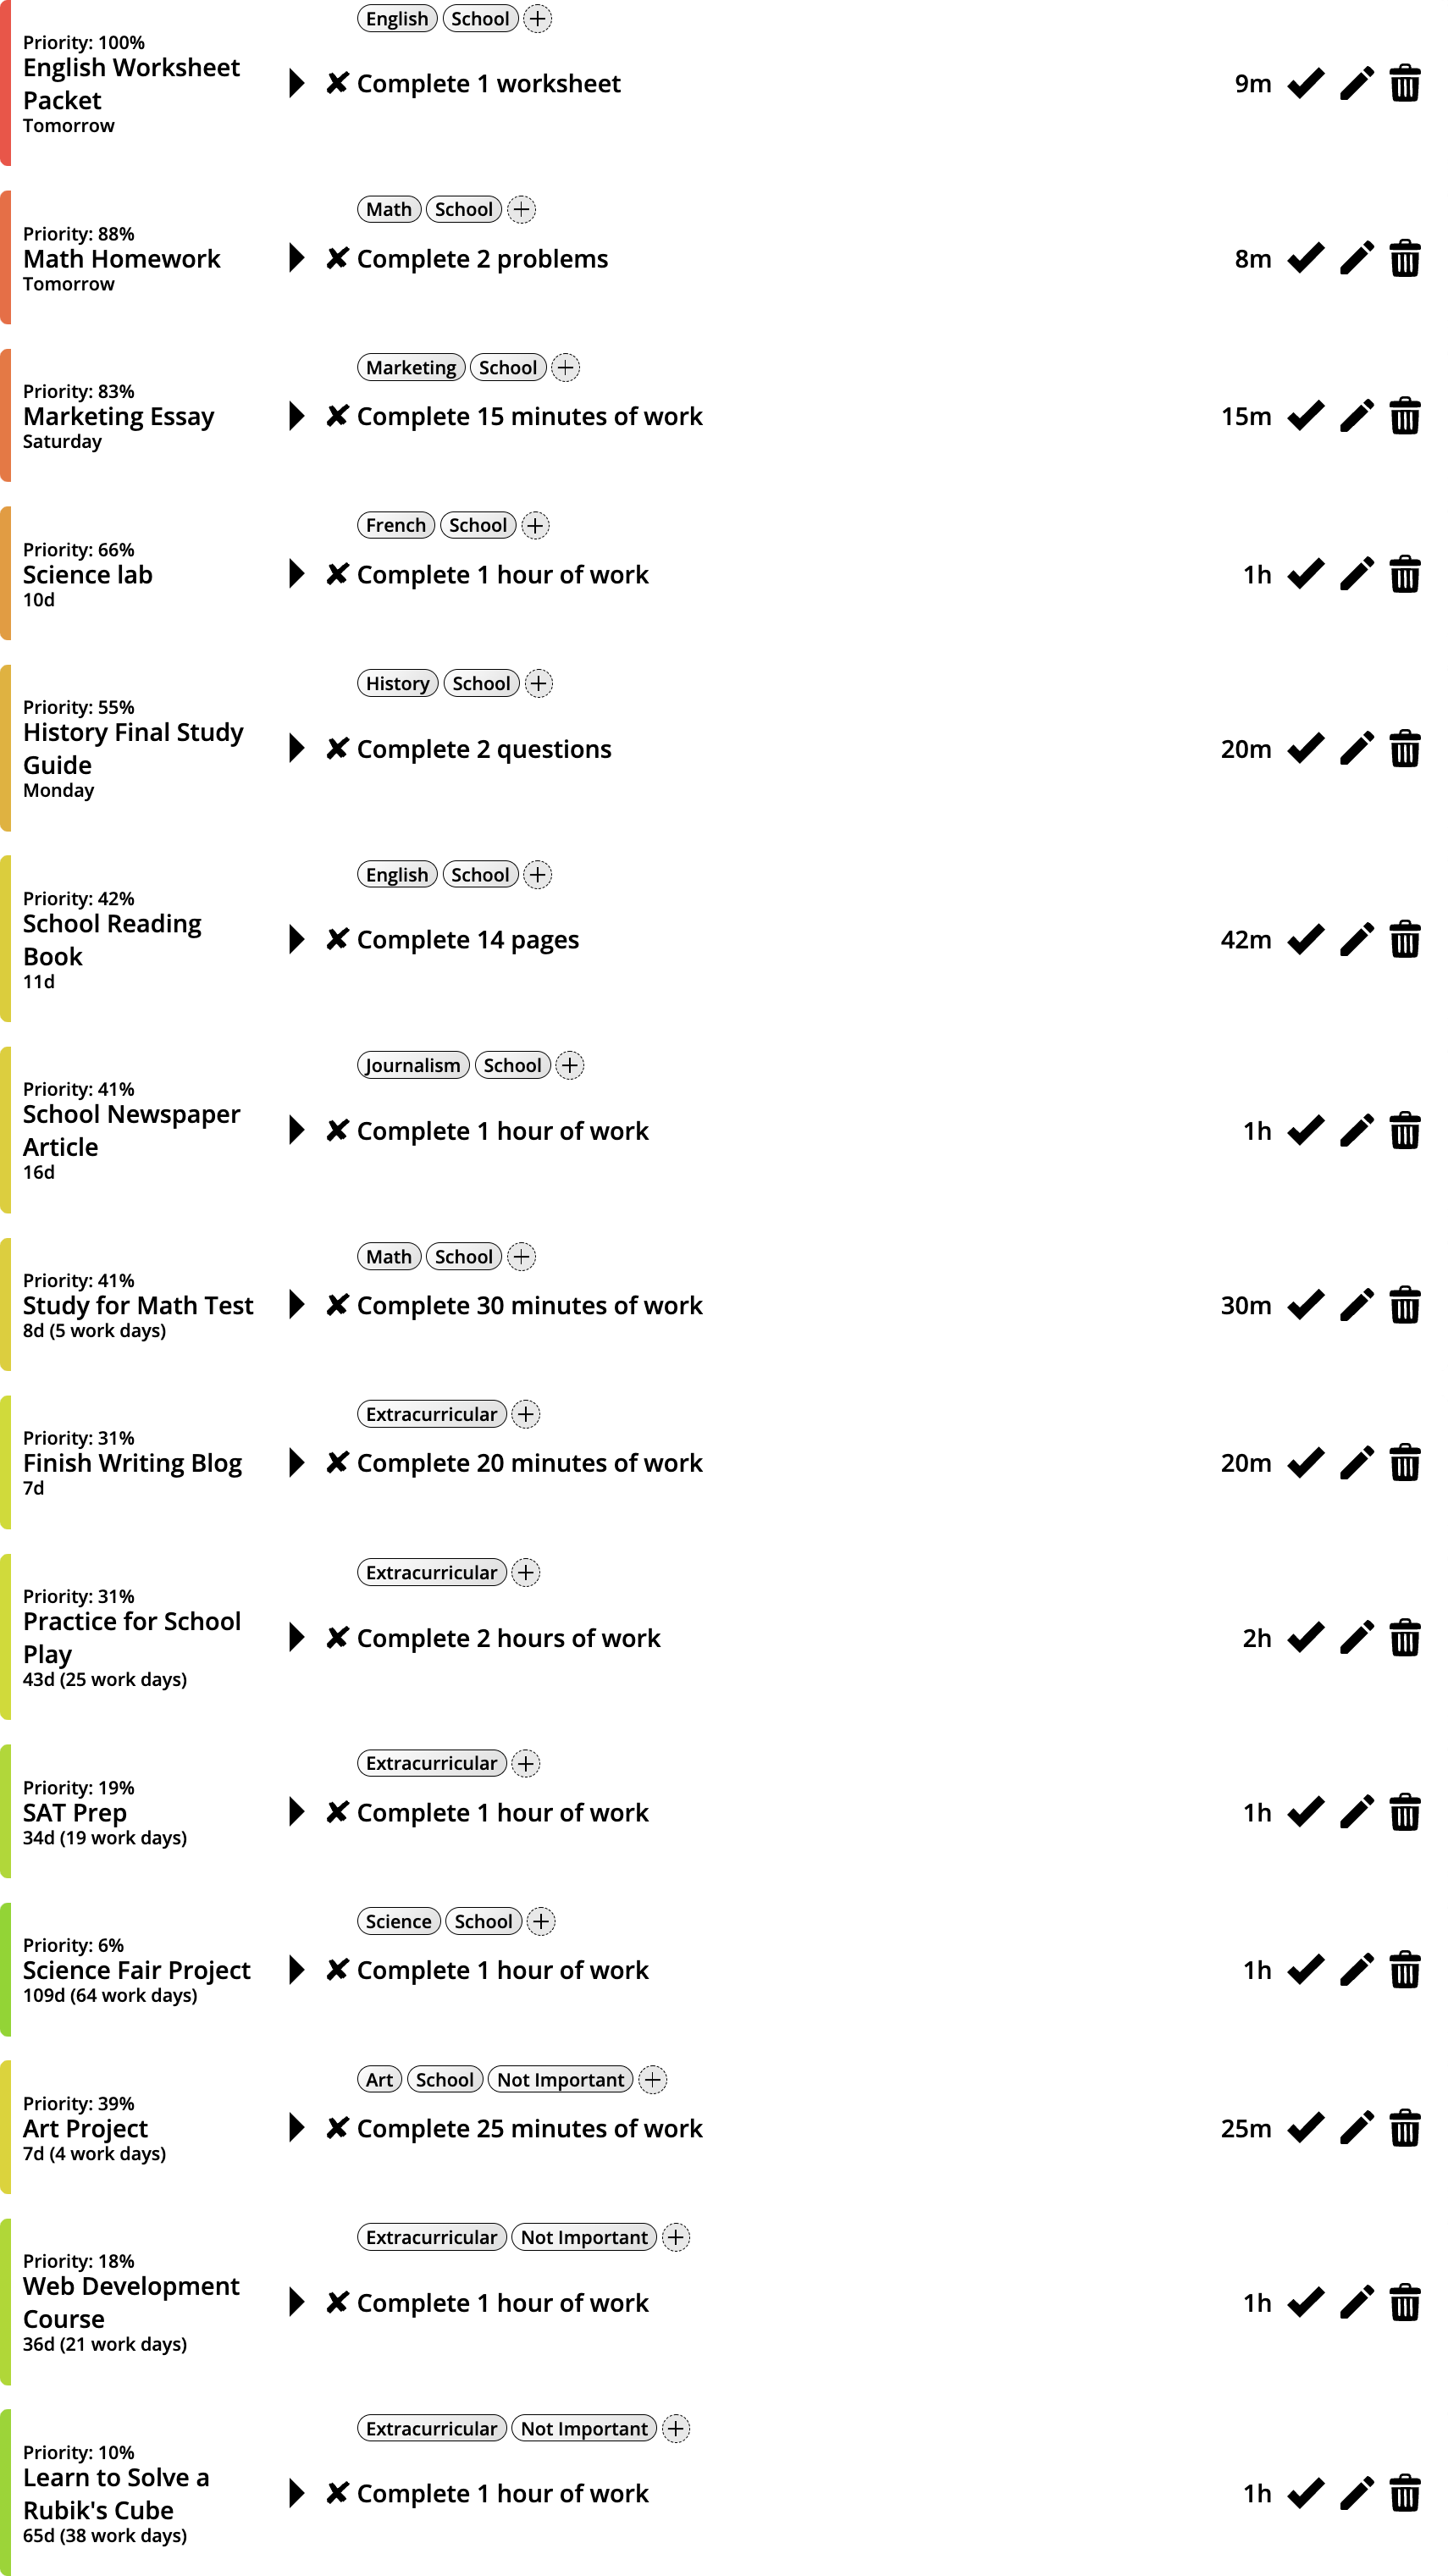 English School
Priority: 100%
English Worksheet
Packet
Tomorrow
✘ Complete 1 worksheet 9m
Math School
Priority: 88%
Math Homework
Tomorrow
✘ Complete 2 problems 8m
Marketing School
Priority: 83%
Marketing Essay
Saturday
✘ Complete 15 minutes of work 15m
French School
Priority: 66%
Science lab
10d
✘ Complete 1 hour of work 1h
History School
Priority: 55%
History Final Study
Guide
Monday
✘ Complete 2 questions 20m
English School
Priority: 42%
School Reading
Book
11d
✘ Complete 14 pages 42m
Journalism School
Priority: 41%
School Newspaper
Article
16d
✘ Complete 1 hour of work 1h
Math School
Priority: 41%
Study for Math Test
8d (5 work days)
✘ Complete 30 minutes of work 30m
Extracurricular
Priority: 31%
Finish Writing Blog
7d
✘ Complete 20 minutes of work 20m
Extracurricular
Priority: 31%
Practice for School
Play
43d (25 work days)
✘ Complete 2 hours of work 2h
Extracurricular
Priority: 19%
SAT Prep
34d (19 work days)
✘ Complete 1 hour of work 1h
Science School
Priority: 6%
Science Fair Project
109d (64 work days)
✘ Complete 1 hour of work 1h
Art School Not Important
Priority: 39%
Art Project
7d (4 work days)
✘ Complete 25 minutes of work 25m
Extracurricular Not Important
Priority: 18%
Web Development
Course
36d (21 work days)
✘ Complete 1 hour of work 1h
Extracurricular Not Important
Priority: 10%
Learn to Solve a
Rubik's Cube
65d (38 work days)
✘ Complete 1 hour of work 1h